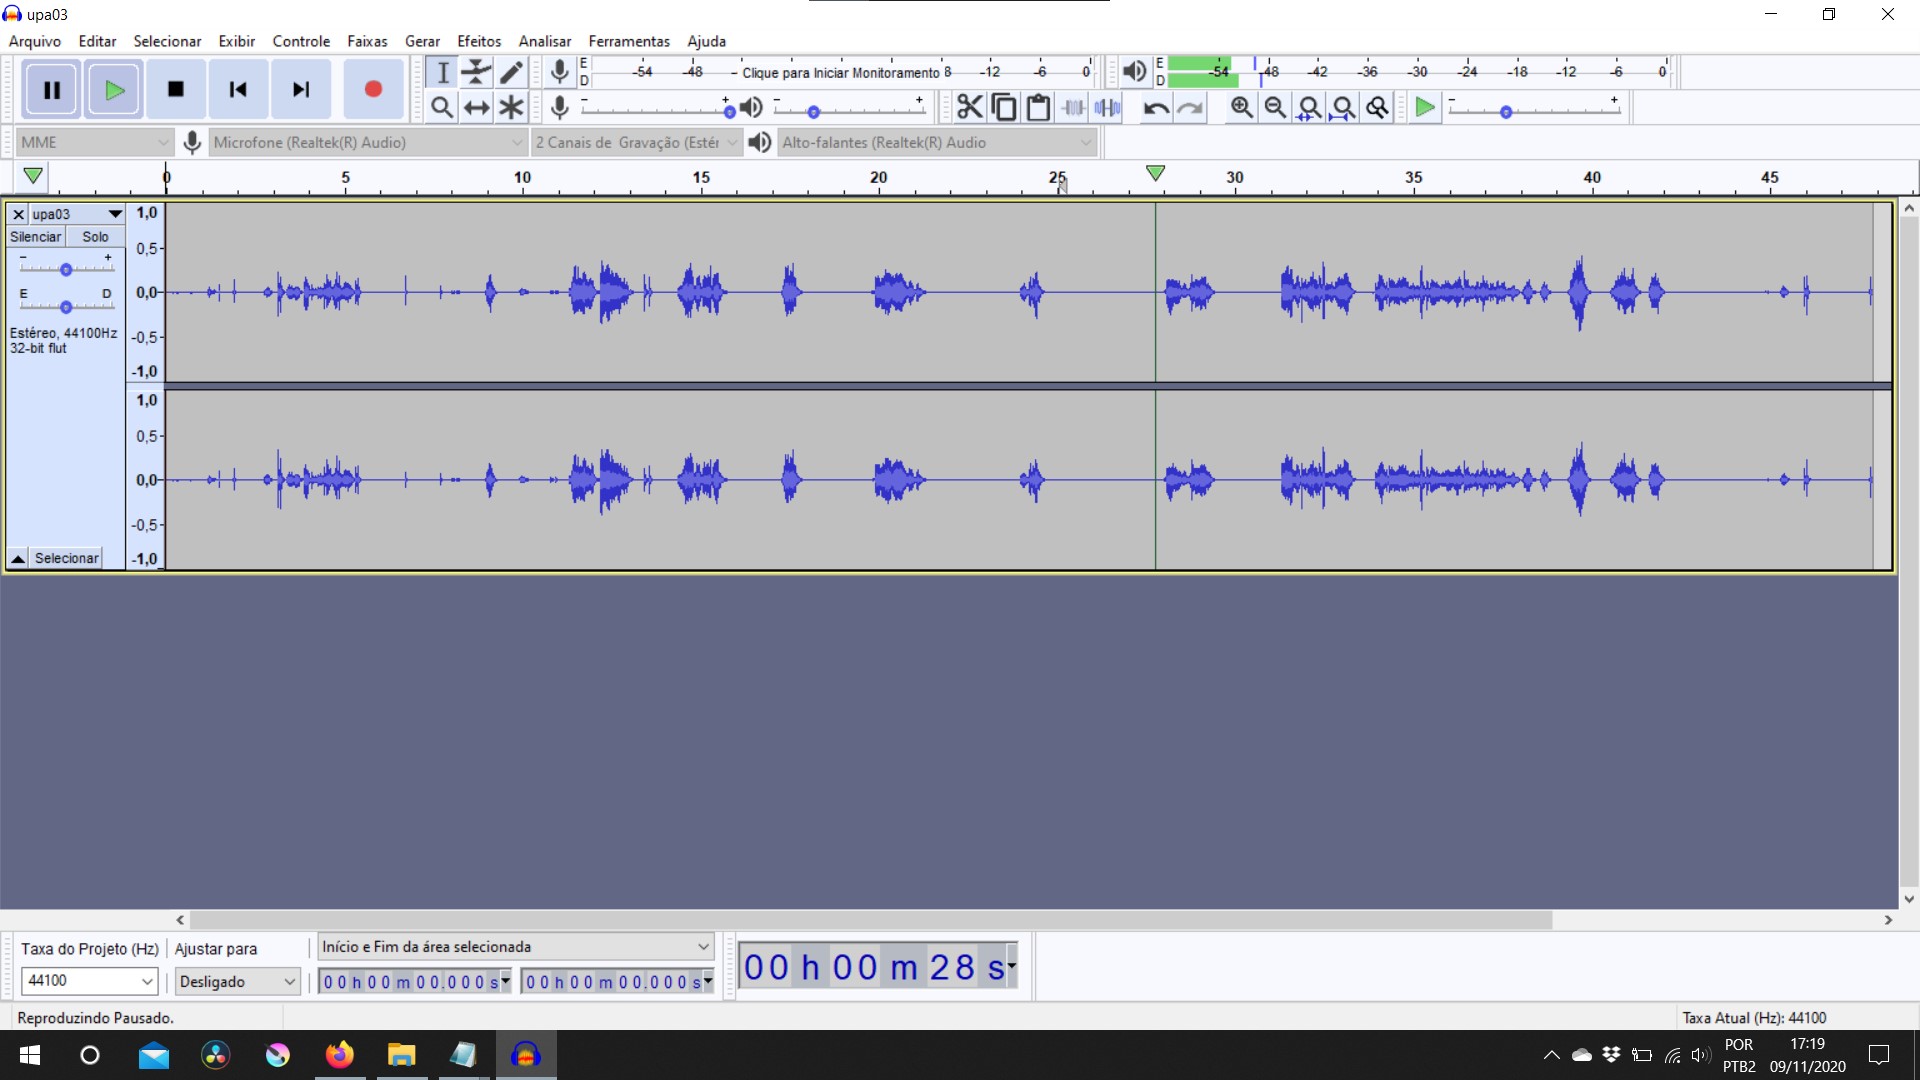 upa03
Arquivo Editar Selecionar Exibir Controle Faixas Gerar Efeitos Analisar Ferramentas Ajuda
E D -54 -48 - Clique para Iniciar Monitoramento 8 -12 -6 0
E D -54 -48 -42 -36 -30 -24 -18 -12 -6 0
MME Microfone (Realtek(R) Audio) 2 Canais de Gravação (Estér Alto-falantes (Realtek(R) Audio
0 5 10 15 20 25 30 35 40 45
upa03
Silenciar Solo
- +
E D
Estéreo, 44100Hz
32-bit flut
Selecionar
1,0
0,5-
0,0-
-0,5-
-1,0
1,0
0,5-
0,0-
-0,5-
-1,0
Taxa do Projeto (Hz) Ajustar para Início e Fim da área selecionada
44100 Desligado 00 h 00 m 00.000 s 00 h 00 m 00.000 s
00 h 00 m 28 s
Reproduzindo Pausado. Taxa Atual (Hz): 44100
POR 17:19
PTB2 09/11/2020